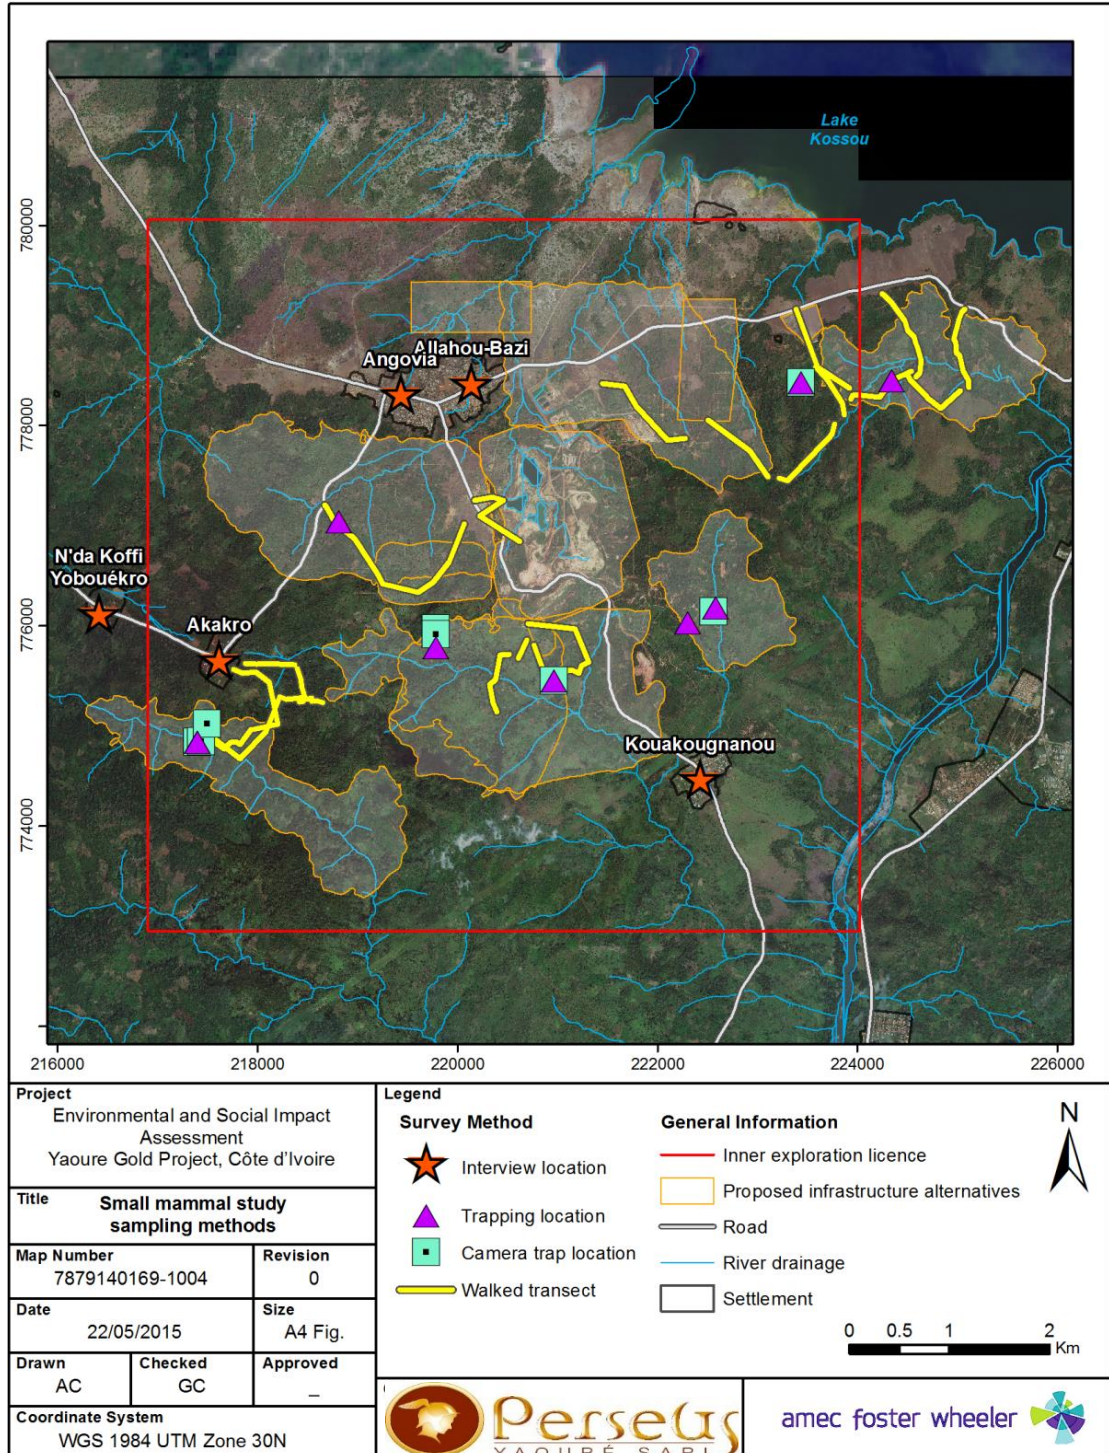 Lake
Kossou
780000
778000
776000
774000
Allahou-Bazi
Angovia
N'da Koffi
Yobouékro
Akakro
Kouakougnanou
216000
218000
220000
222000
224000
226000
Project
Environmental and Social Impact
Assessment
Yaoure Gold Project, Côte d'Ivoire
Title
Small mammal study
sampling methods
Map Number
7879140169-1004
Revision
0
Date
22/05/2015
Size
A4 Fig.
Drawn
AC
Checked
GC
Approved
_
Coordinate System
WGS 1984 UTM Zone 30N
Legend
Survey Method
Interview location
Trapping location
Camera trap location
Walked transect
General Information
Inner exploration licence
Proposed infrastructure alternatives
Road
River drainage
Settlement
N
0 0.5 1 2
Km
Perseus
YAOURÉ SARL
amec foster wheeler